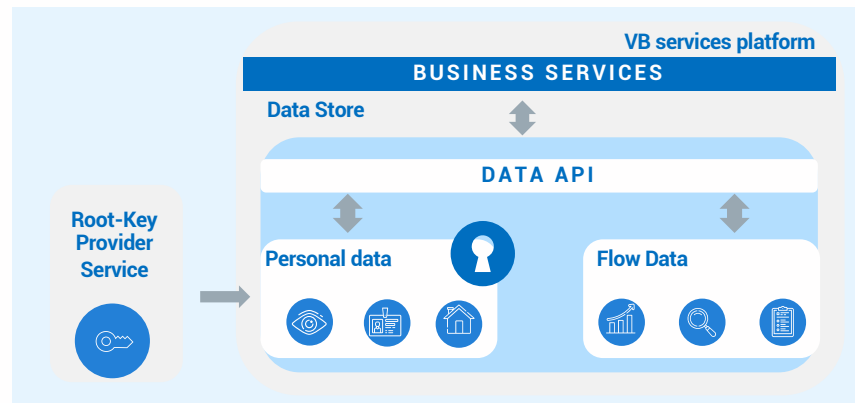 VB services platform
BUSINESS SERVICES
Data Store
DATA API
Root-Key
Provider
Service
Personal data
Flow Data